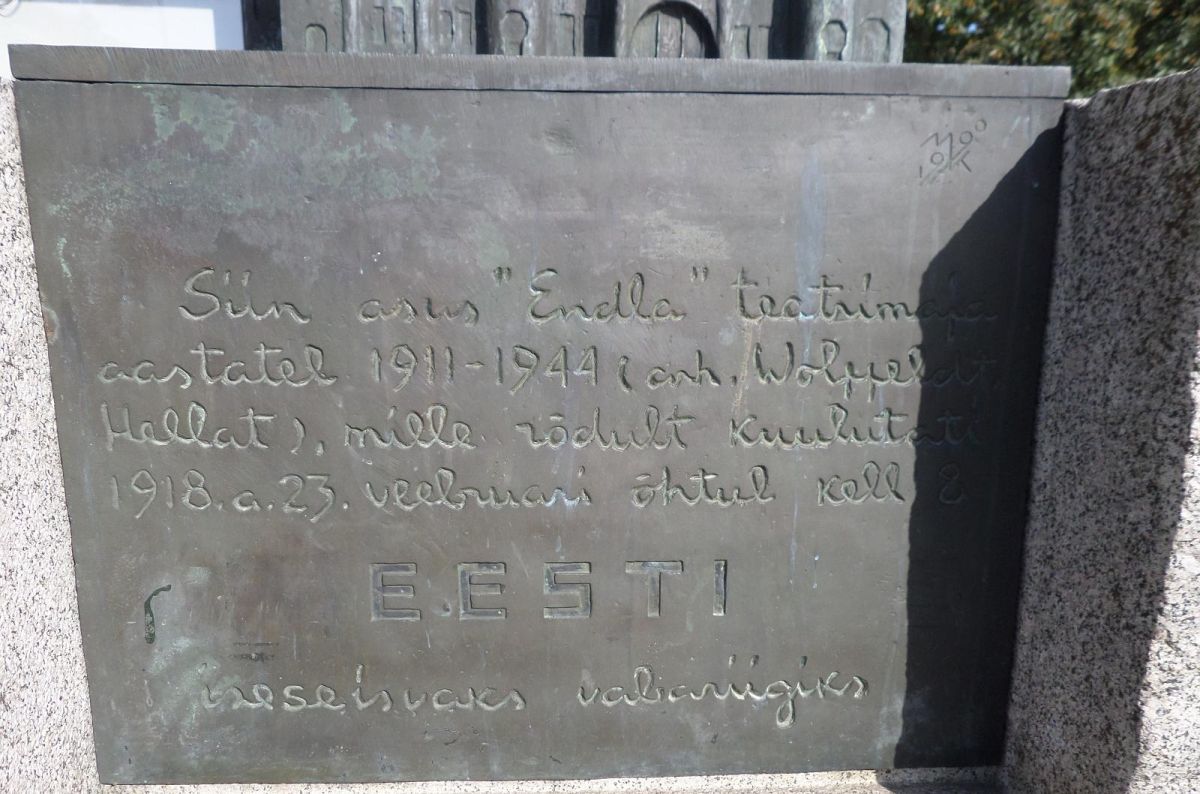 Siin asus "Endla" teatrimaja
aastatel 1911-1944 (arh. Wolffeldt,
Hellat), mille rõdult kuulutati
1918.a.23. veebruari õhtul kell 8
EESTI
iseseisvaks vabariigiks